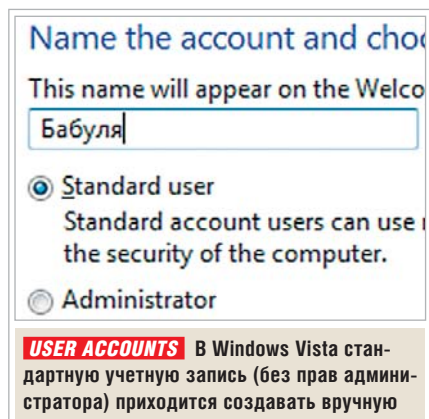 Name the account and choo
This name will appear on the Welco
Бабуля
Standard user
Standard account users can use
the security of the computer.
Administrator
USER ACCOUNTS В Windows Vista стан-
дартную учетную запись (без прав админи-
стратора) приходится создавать вручную